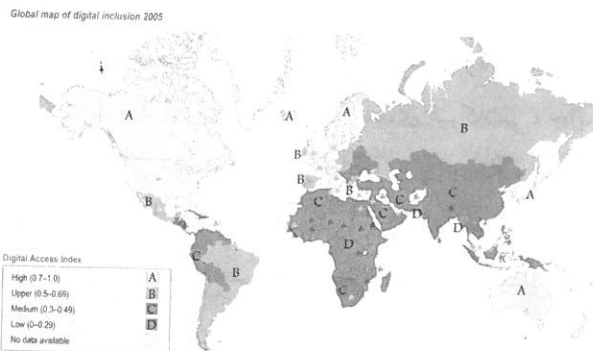 Global map of digital inclusion 2005
A
A
A
B
B
B
B
B
C
C
C
C
A
D
D
D
C
B
C
A
Digital Access Index
High (0.7–1.0) A
Upper (0.5–0.69) B
Medium (0.3–0.49) C
Low (0–0.29) D
No data available